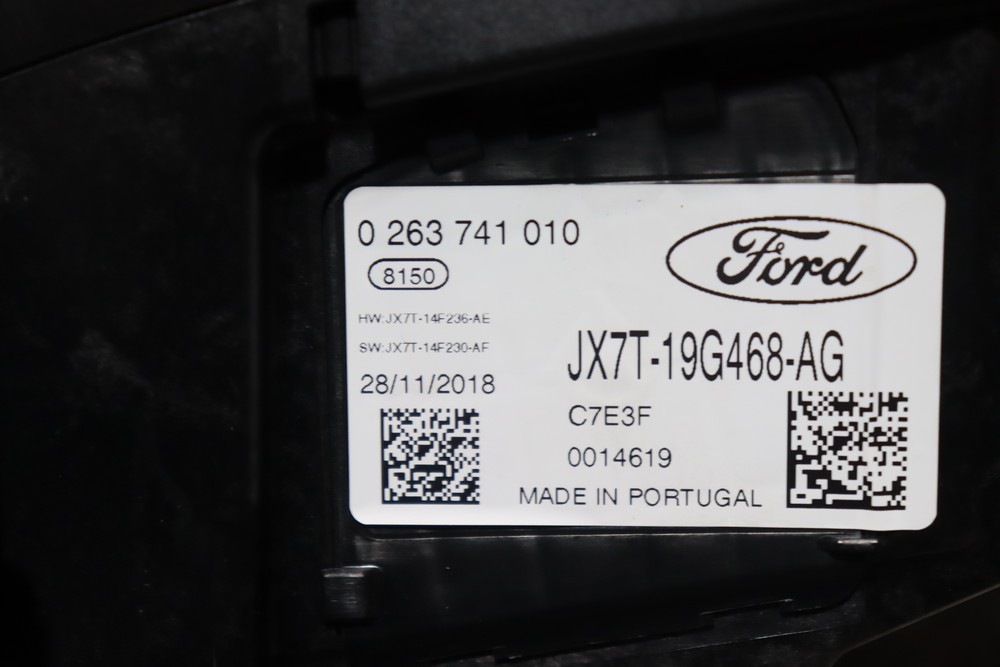 0 263 741 010
Ford
8150
HW:JX7T-14F236-AE
SW:JX7T-14F230-AF
JX7T-19G468-AG
28/11/2018
C7E3F
0014619
MADE IN PORTUGAL